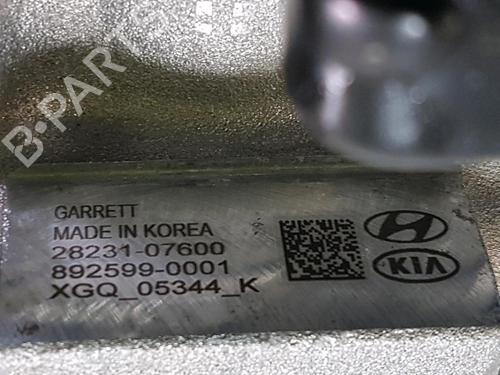 B-PARTS
GARRETT
MADE IN KOREA
28231-07600
892599-0001
XGQ_05344_K
KIA